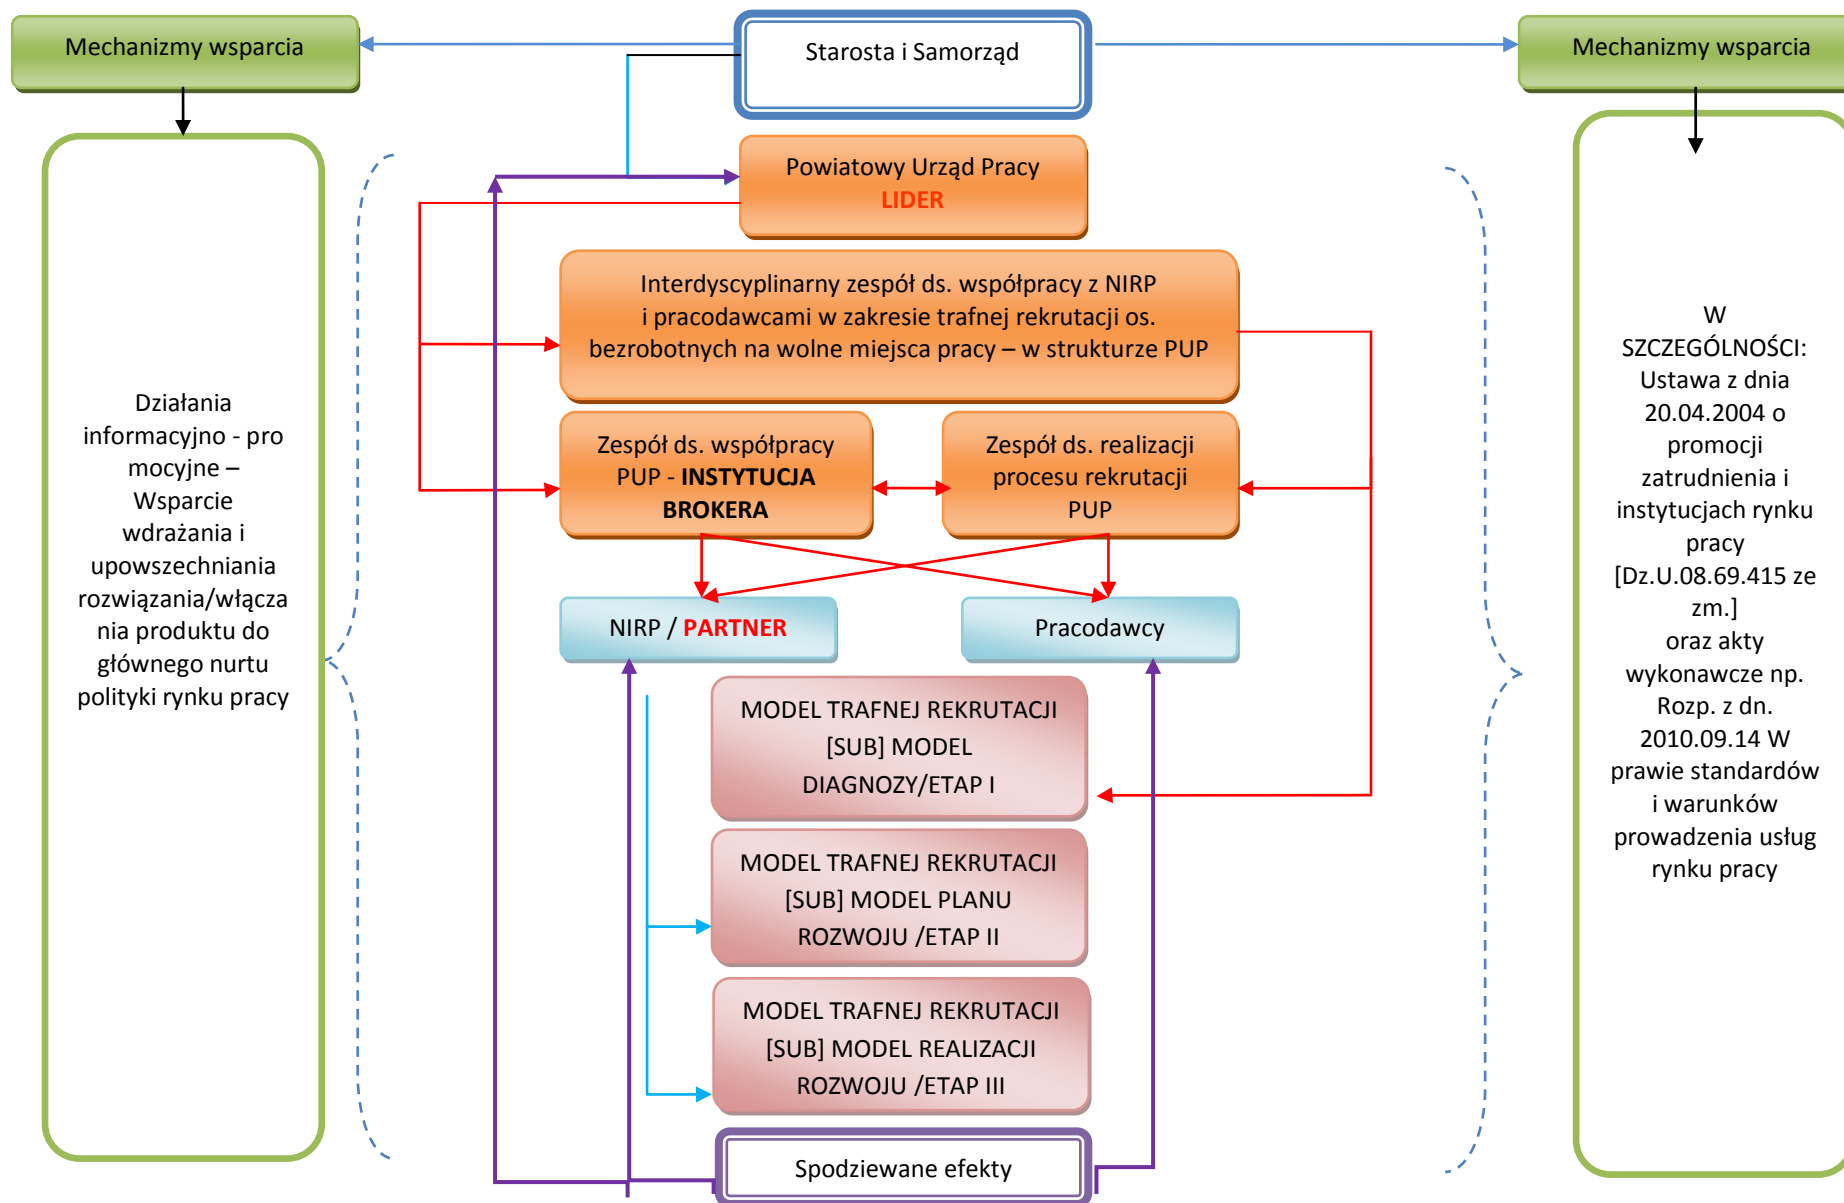 Mechanizmy wsparcia
Starosta i Samorząd
Mechanizmy wsparcia
Powiatowy Urząd Pracy
LIDER
Interdyscyplinarny zespół ds. współpracy z NIRP
i pracodawcami w zakresie trafnej rekrutacji os.
bezrobotnych na wolne miejsca pracy – w strukturze PUP
Zespół ds. współpracy
PUP - INSTYTUCJA
BROKERA
Zespół ds. realizacji
procesu rekrutacji
PUP
NIRP / PARTNER
Pracodawcy
MODEL TRAFNEJ REKRUTACJI
[SUB] MODEL
DIAGNOZY/ETAP I
MODEL TRAFNEJ REKRUTACJI
[SUB] MODEL PLANU
ROZWOJU /ETAP II
MODEL TRAFNEJ REKRUTACJI
[SUB] MODEL REALIZACJI
ROZWOJU /ETAP III
Spodziewane efekty
Działania
informacyjno - pro
mocyjne –
Wsparcie
wdrażania i
upowszechniania
rozwiązania/włącza
nia produktu do
głównego nurtu
polityki rynku pracy
W
SZCZEGÓLNOŚCI:
Ustawa z dnia
20.04.2004 o
promocji
zatrudnienia i
instytucjach rynku
pracy
[Dz.U.08.69.415 ze
zm.]
oraz akty
wykonawcze np.
Rozp. z dn.
2010.09.14 W
prawie standardów
i warunków
prowadzenia usług
rynku pracy